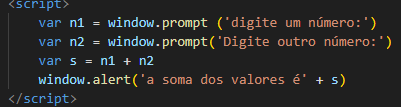 <script>
var n1 = window.prompt ('digite um número:')
var n2 = window.prompt('Digite outro número:')
var s = n1 + n2
window.alert('a soma dos valores é' + s)
</script>